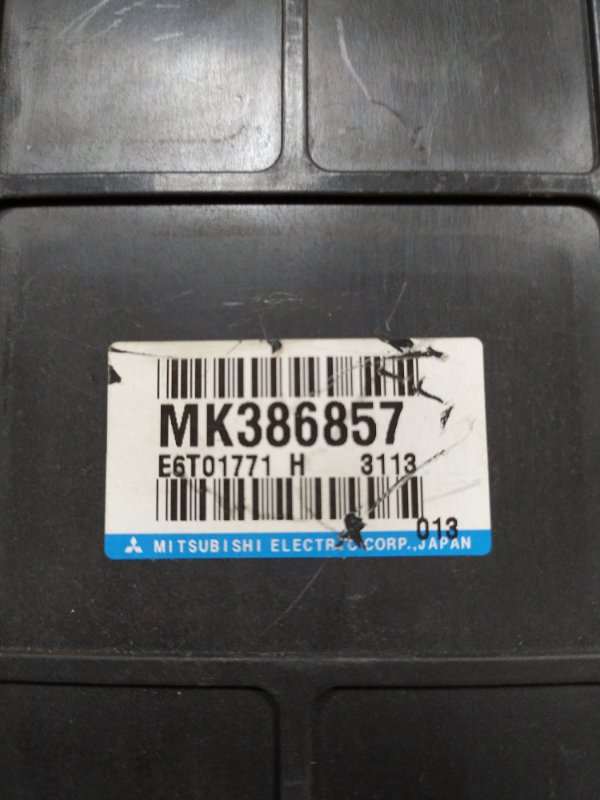 MK386857
E6T01771 H 3113
013
MITSUBISHI ELECTRIC CORP., JAPAN